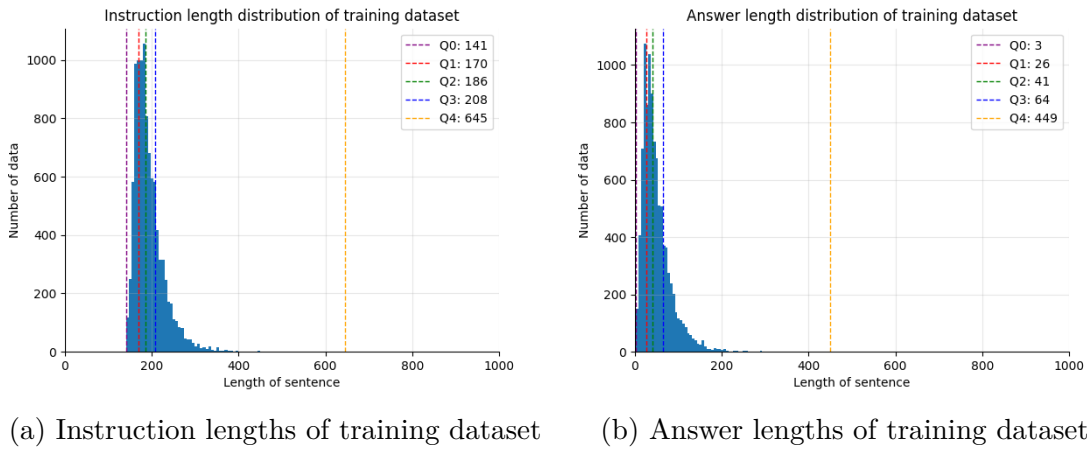 Instruction length distribution of training dataset
Number of data
1000
800
600
400
200
0
Q0: 141
Q1: 170
Q2: 186
Q3: 208
Q4: 645
0 200 400 600 800 1000
Length of sentence
(a) Instruction lengths of training dataset
Answer length distribution of training dataset
Number of data
1000
800
600
400
200
0
Q0: 3
Q1: 26
Q2: 41
Q3: 64
Q4: 449
0 200 400 600 800 1000
Length of sentence
(b) Answer lengths of training dataset